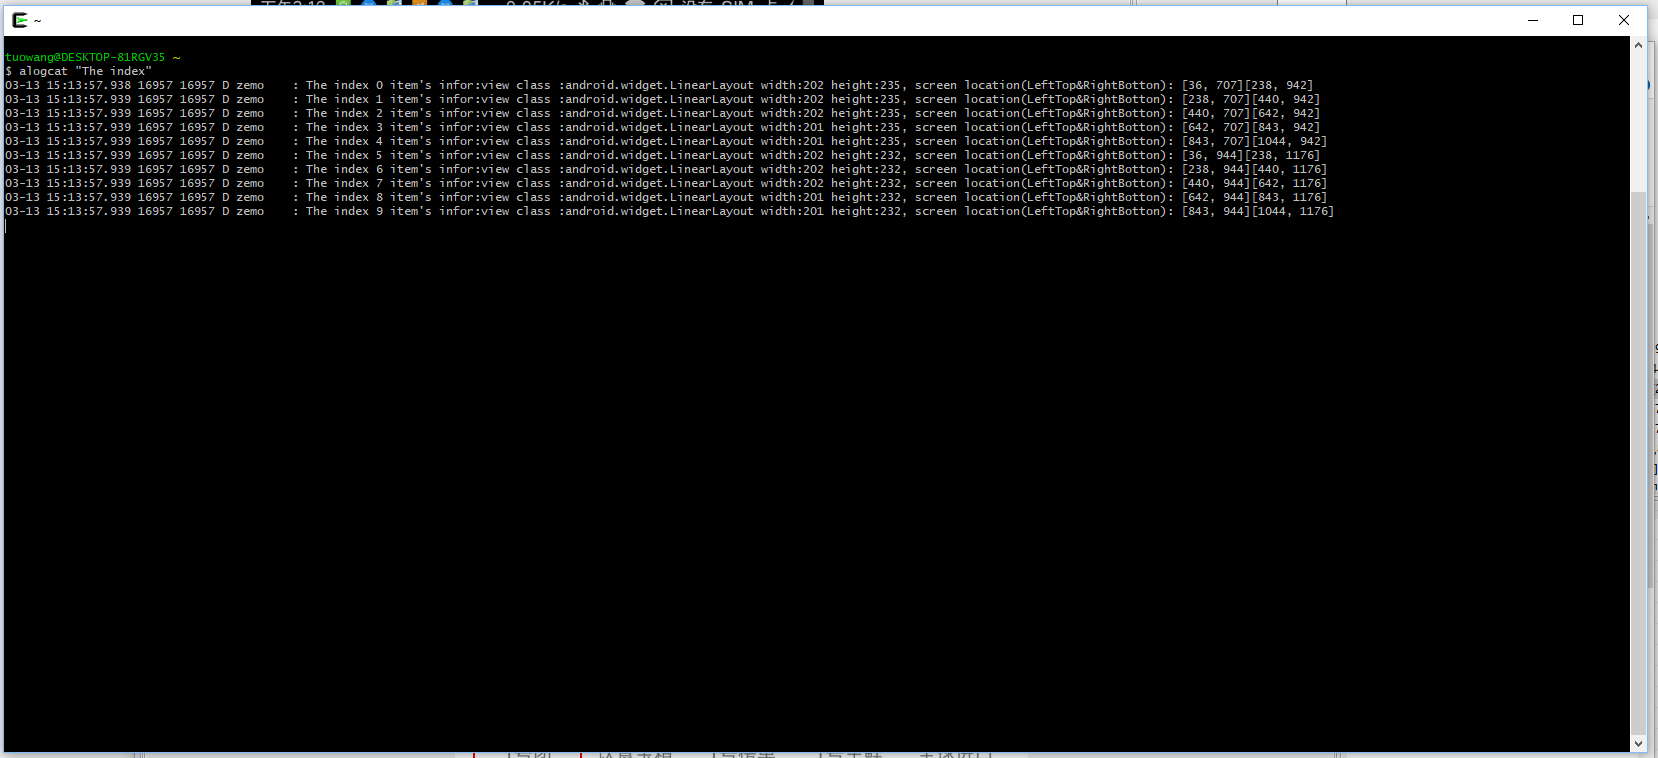 ~
tuowang@DESKTOP-81RGV35 ~
$ alogcat "The index"
03-13 15:13:57.938 16957 16957 D zemo    : The index 0 item's infor:view class :android.widget.LinearLayout width:202 height:235, screen location(LeftTop&RightBotton): [36, 707][238, 942]
03-13 15:13:57.939 16957 16957 D zemo    : The index 1 item's infor:view class :android.widget.LinearLayout width:202 height:235, screen location(LeftTop&RightBotton): [238, 707][440, 942]
03-13 15:13:57.939 16957 16957 D zemo    : The index 2 item's infor:view class :android.widget.LinearLayout width:202 height:235, screen location(LeftTop&RightBotton): [440, 707][642, 942]
03-13 15:13:57.939 16957 16957 D zemo    : The index 3 item's infor:view class :android.widget.LinearLayout width:201 height:235, screen location(LeftTop&RightBotton): [642, 707][843, 942]
03-13 15:13:57.939 16957 16957 D zemo    : The index 4 item's infor:view class :android.widget.LinearLayout width:201 height:235, screen location(LeftTop&RightBotton): [843, 707][1044, 942]
03-13 15:13:57.939 16957 16957 D zemo    : The index 5 item's infor:view class :android.widget.LinearLayout width:202 height:232, screen location(LeftTop&RightBotton): [36, 944][238, 1176]
03-13 15:13:57.939 16957 16957 D zemo    : The index 6 item's infor:view class :android.widget.LinearLayout width:202 height:232, screen location(LeftTop&RightBotton): [238, 944][440, 1176]
03-13 15:13:57.939 16957 16957 D zemo    : The index 7 item's infor:view class :android.widget.LinearLayout width:202 height:232, screen location(LeftTop&RightBotton): [440, 944][642, 1176]
03-13 15:13:57.939 16957 16957 D zemo    : The index 8 item's infor:view class :android.widget.LinearLayout width:201 height:232, screen location(LeftTop&RightBotton): [642, 944][843, 1176]
03-13 15:13:57.939 16957 16957 D zemo    : The index 9 item's infor:view class :android.widget.LinearLayout width:201 height:232, screen location(LeftTop&RightBotton): [843, 944][1044, 1176]